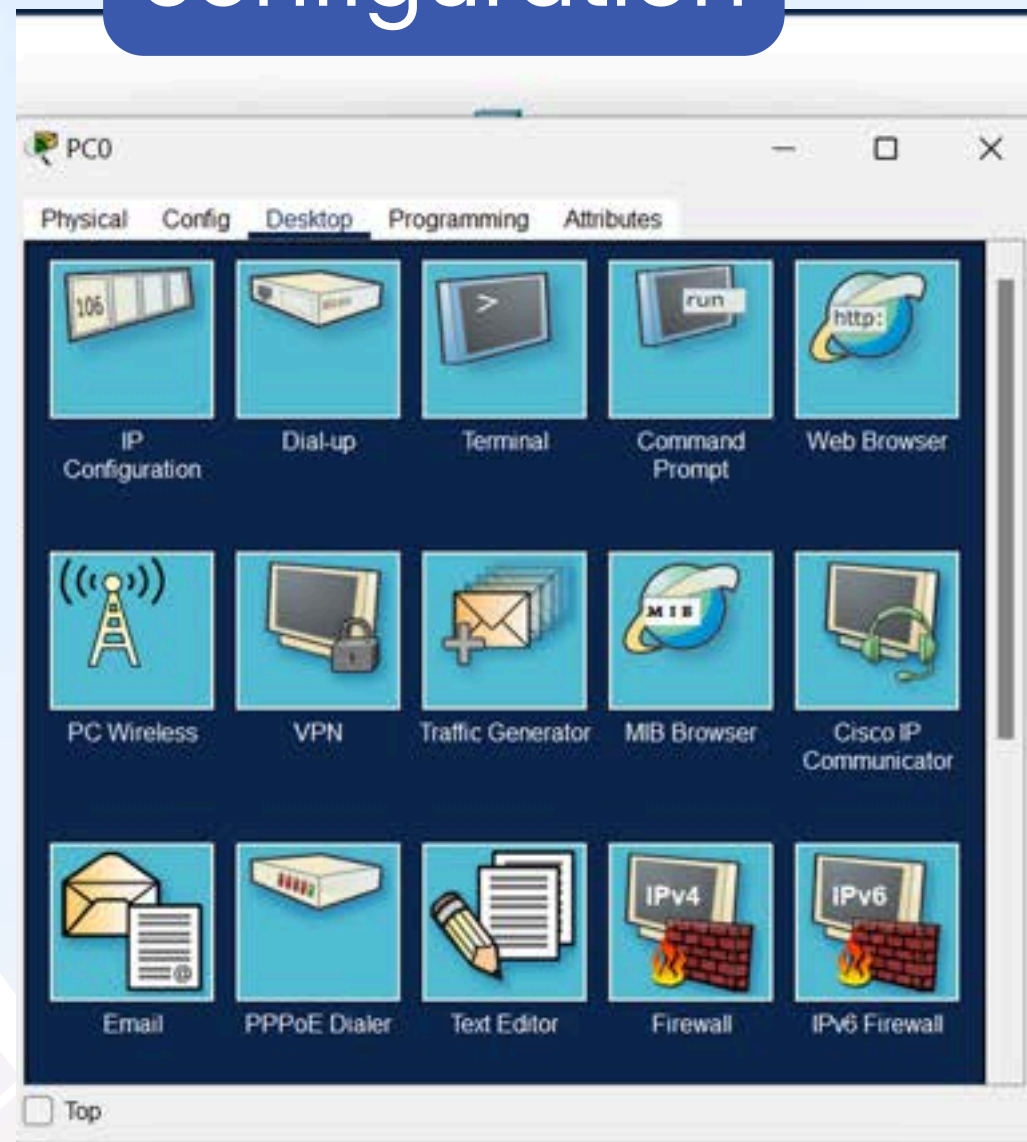 configuration
PC0
Physical Config Desktop Programming Attributes
106
>
run
http:
IP
Configuration
Dial-up
Terminal
Command
Prompt
Web Browser
MIB
PC Wireless
VPN
Traffic Generator
MIB Browser
Cisco IP
Communicator
@
IPv4
IPv6
Email
PPPoE Dialer
Text Editor
Firewall
IPv6 Firewall
Top